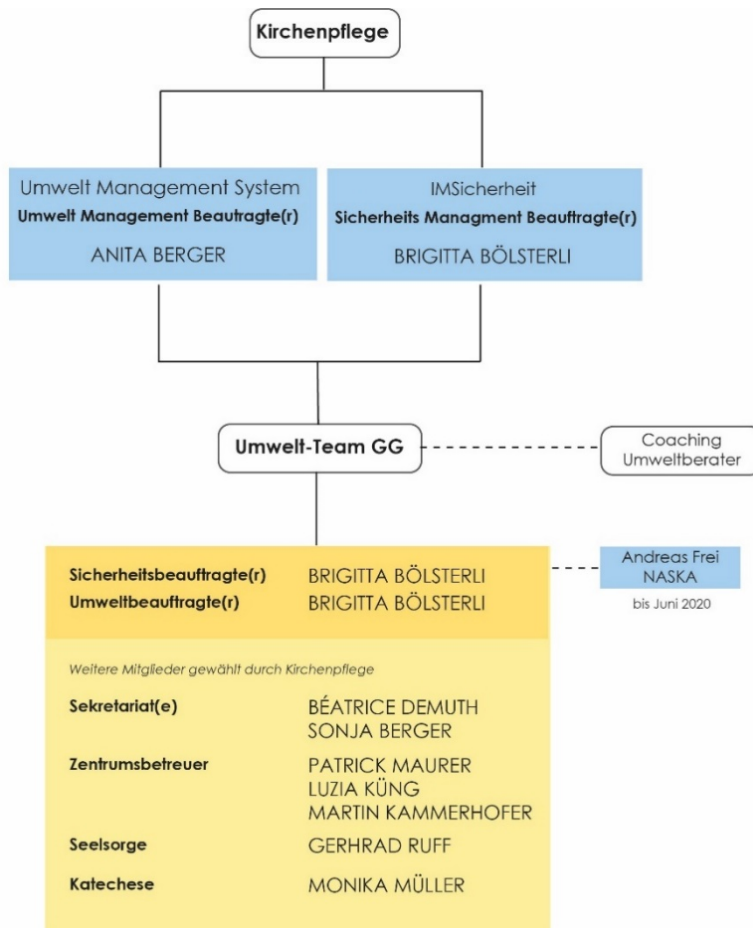 Kirchenpflege
Umwelt Management System
Umwelt Management Beautragte(r)
ANITA BERGER
IMSicherheit
Sicherheits Managment Beauftragte(r)
BRIGITTA BÖLSTERLI
Umwelt-Team GG
Coaching
Umweltberater
Sicherheitsbeauftragte(r) BRIGITTA BÖLSTERLI
Umweltbeauftragte(r) BRIGITTA BÖLSTERLI
Andreas Frei
NASKA
bis Juni 2020
Weitere Mitglieder gewählt durch Kirchenpflege
Sekretariat(e) BÉATRICE DEMUTH
SONJA BERGER
Zentrumsbetreuer PATRICK MAURER
LUZIA KÜNG
MARTIN KAMMERHOFER
Seelsorge GERHRAD RUFF
Katechese MONIKA MÜLLER